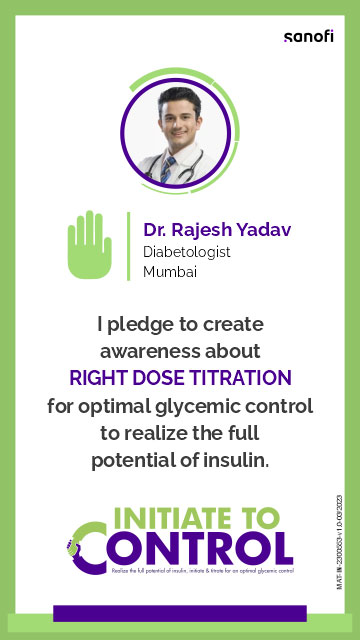 sanofi
Dr. Rajesh Yadav
Diabetologist
Mumbai
I pledge to create
awareness about
RIGHT DOSE TITRATION
for optimal glycemic control
to realize the full
potential of insulin.
INITIATE TO
CONTROL
Realize the full potential of insulin, initiate & titrate for an optimal glycemic control
MAT-IN-2300553-v1.0-03/2023